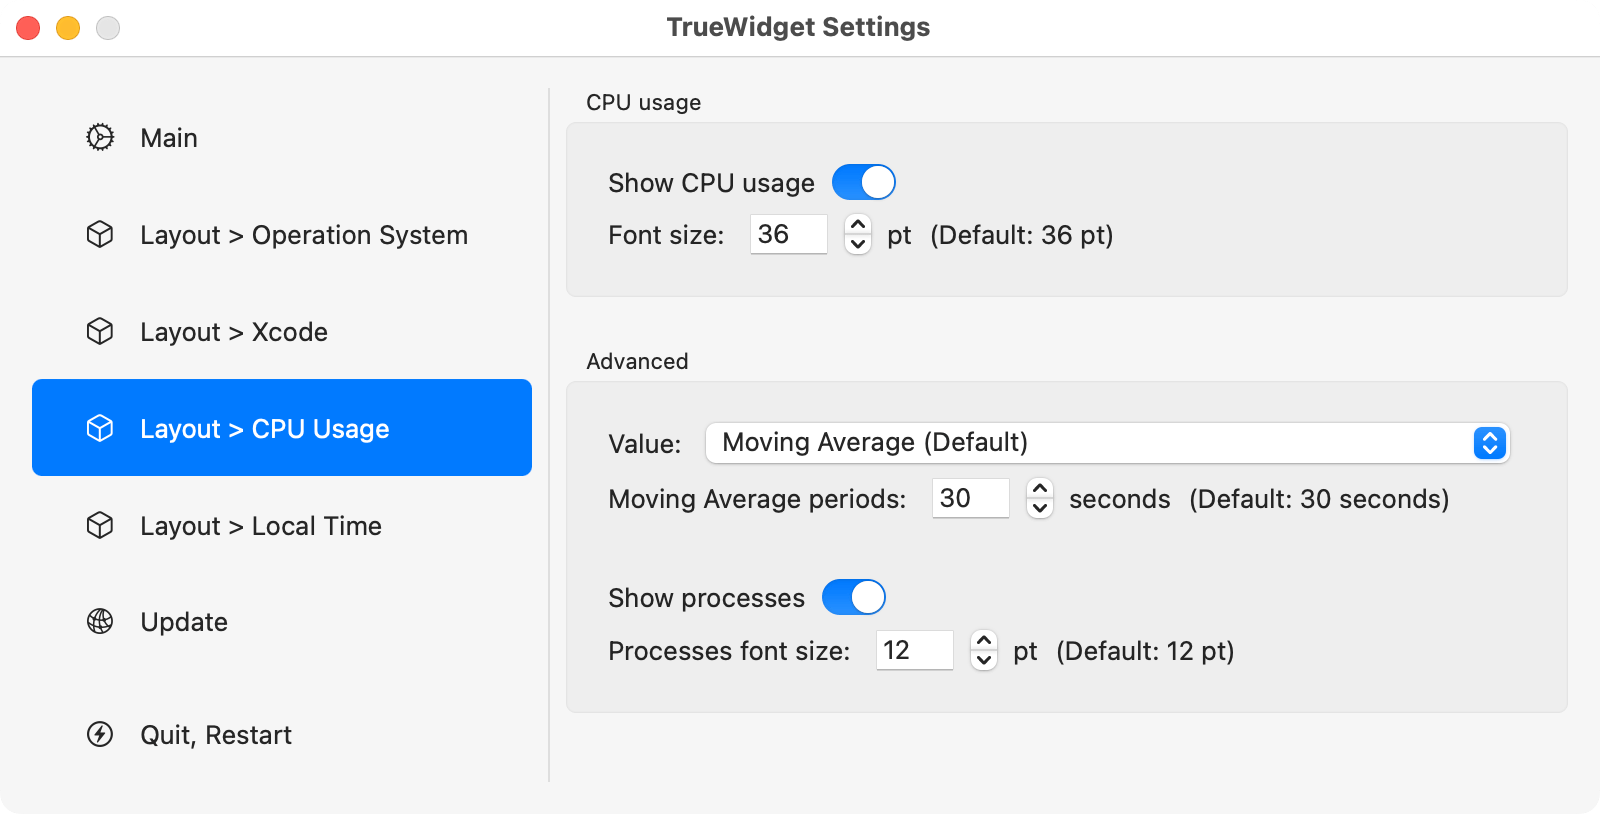 TrueWidget Settings
Main
Layout > Operation System
Layout > Xcode
Layout > CPU Usage
Layout > Local Time
Update
Quit, Restart
CPU usage
Show CPU usage
Font size: 36 pt (Default: 36 pt)
Advanced
Value: Moving Average (Default)
Moving Average periods: 30 seconds (Default: 30 seconds)
Show processes
Processes font size: 12 pt (Default: 12 pt)